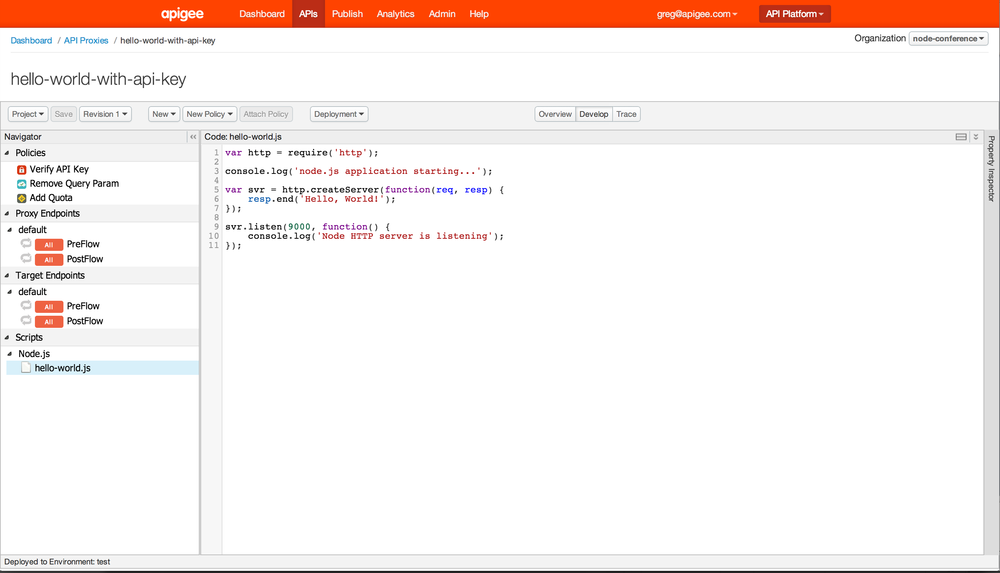 apigee Dashboard APIs Publish Analytics Admin Help greg@apigee.com API Platform
Dashboard / API Proxies / hello-world-with-api-key Organization node-conference
hello-world-with-api-key
Project Save Revision 1 New New Policy Attach Policy Deployment Overview Develop Trace
Navigator
Policies
Verify API Key
Remove Query Param
Add Quota
Proxy Endpoints
default
All PreFlow
All PostFlow
Target Endpoints
default
All PreFlow
All PostFlow
Scripts
Node.js
hello-world.js
Code: hello-world.js
1 var http = require('http');
2
3 console.log('node.js application starting...');
4
5 var svr = http.createServer(function(req, resp) {
6     resp.end('Hello, World!');
7 });
8
9 svr.listen(9000, function() {
10     console.log('Node HTTP server is listening');
11 });
Property Inspector
Deployed to Environment: test